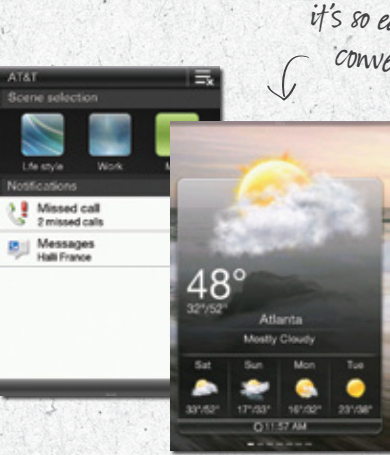 it's so ea
conve
AT&T
Scene selection
Life style
Work
M
Notifications
Missed call
2 missed calls
Messages
Halli France
48°
32°/52°
Atlanta
Mostly Cloudy
Sat Sun Mon Tue
33°/52° 17°/33° 16°/32° 23°/38°
11:57 AM